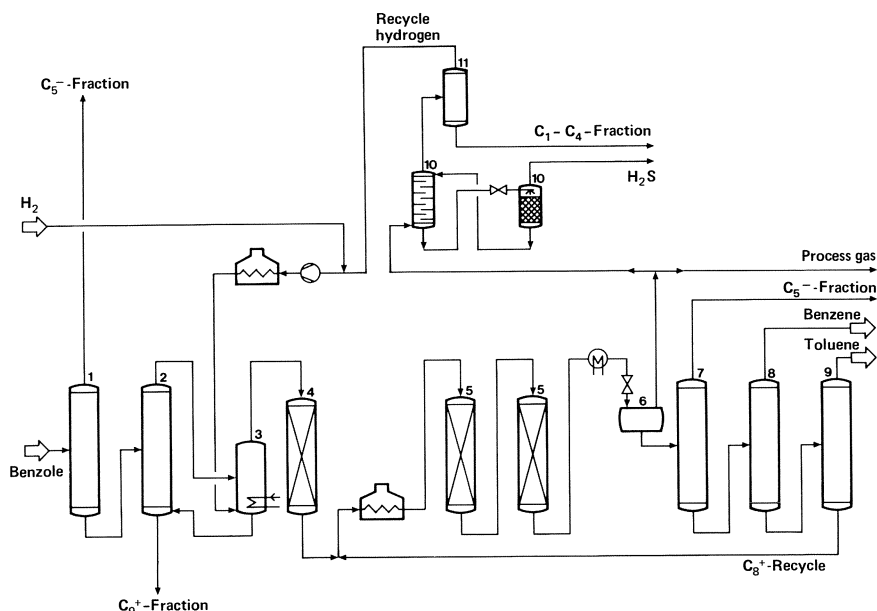 Recycle
hydrogen
11
C₅⁻-Fraction
C₁-C₄-Fraction
10
10
H₂S
H₂
Process gas
C₅⁻-Fraction
Benzene
Toluene
1
2
3
4
5
5
6
7
8
9
Benzole
C₈⁺-Recycle
C₉⁺-Fraction